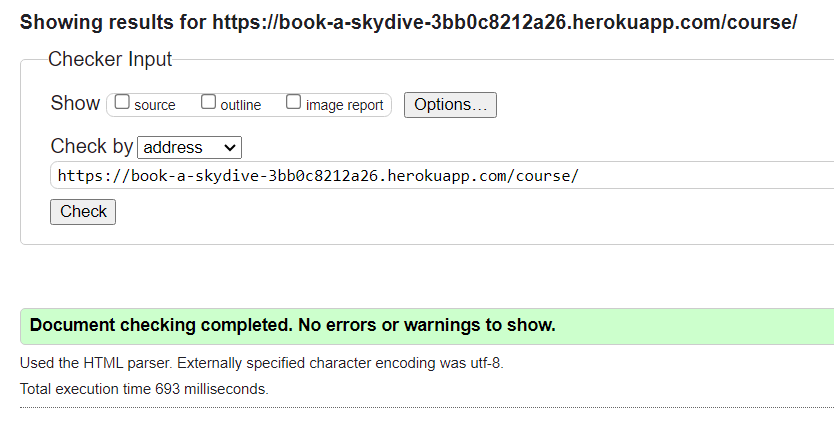 Showing results for https://book-a-skydive-3bb0c8212a26.herokuapp.com/course/
Checker Input
Show source outline image report Options...
Check by address
https://book-a-skydive-3bb0c8212a26.herokuapp.com/course/
Check
Document checking completed. No errors or warnings to show.
Used the HTML parser. Externally specified character encoding was utf-8.
Total execution time 693 milliseconds.